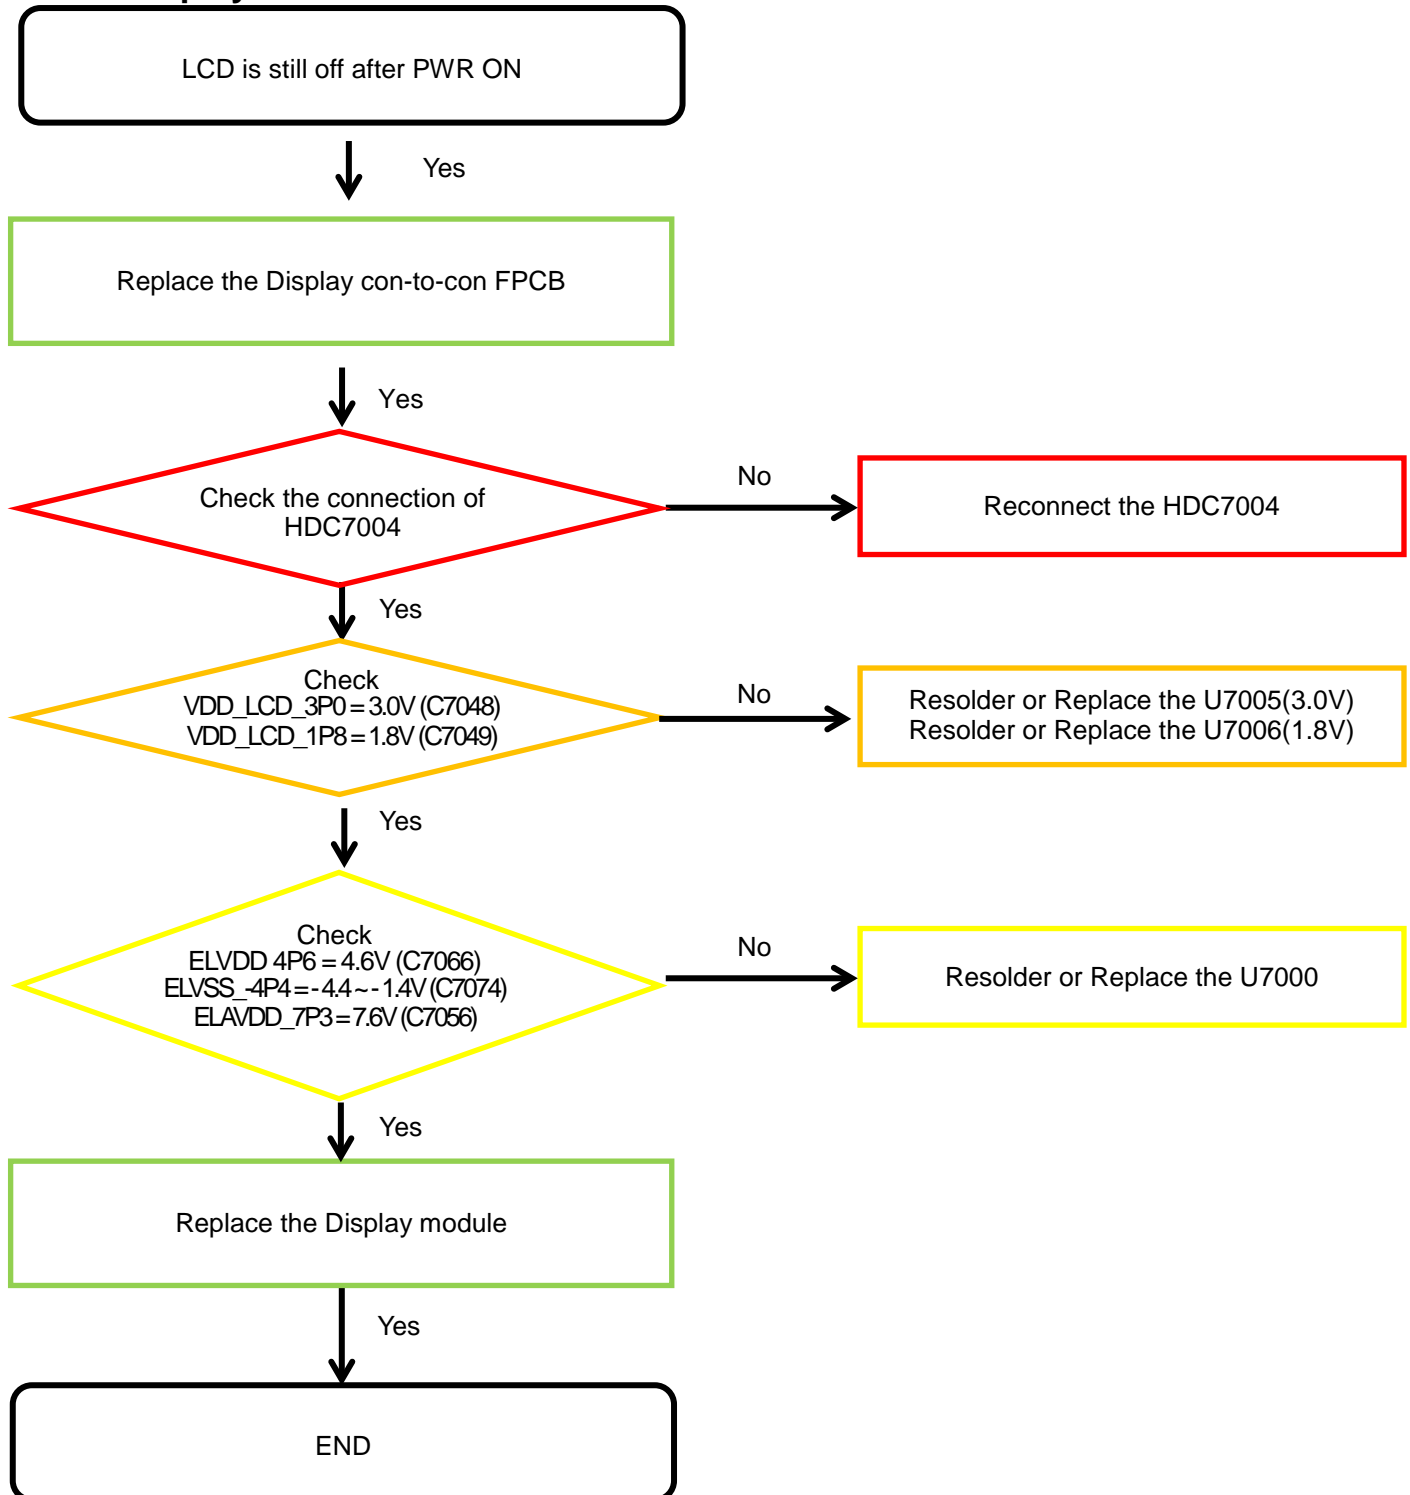 LCD is still off after PWR ON
Yes
Replace the Display con-to-con FPCB
Yes
Check the connection of
HDC7004
No
Reconnect the HDC7004
Yes
Check
VDD_LCD_3P0 = 3.0V (C7048)
VDD_LCD_1P8 = 1.8V (C7049)
No
Resolder or Replace the U7005(3.0V)
Resolder or Replace the U7006(1.8V)
Yes
Check
ELVDD 4P6 = 4.6V (C7066)
ELVSS_-4P4 = - 4.4 ~ - 1.4V (C7074)
ELAVDD_7P3 = 7.6V (C7056)
No
Resolder or Replace the U7000
Yes
Replace the Display module
Yes
END